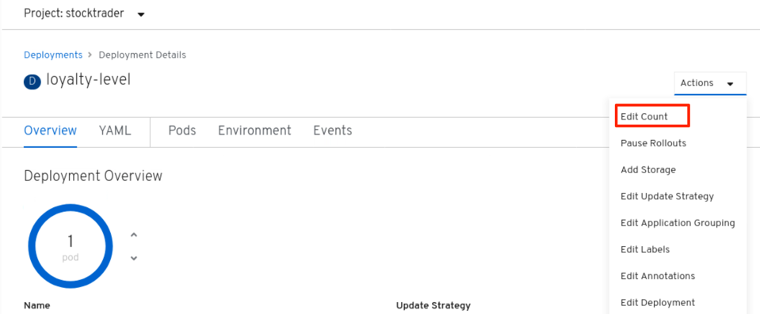 Project: stocktrader
Deployments > Deployment Details
D loyalty-level
Actions
Edit Count
Pause Rollouts
Add Storage
Edit Update Strategy
Edit Application Grouping
Edit Labels
Edit Annotations
Edit Deployment
Overview YAML Pods Environment Events
Deployment Overview
1
pod
Name Update Strategy